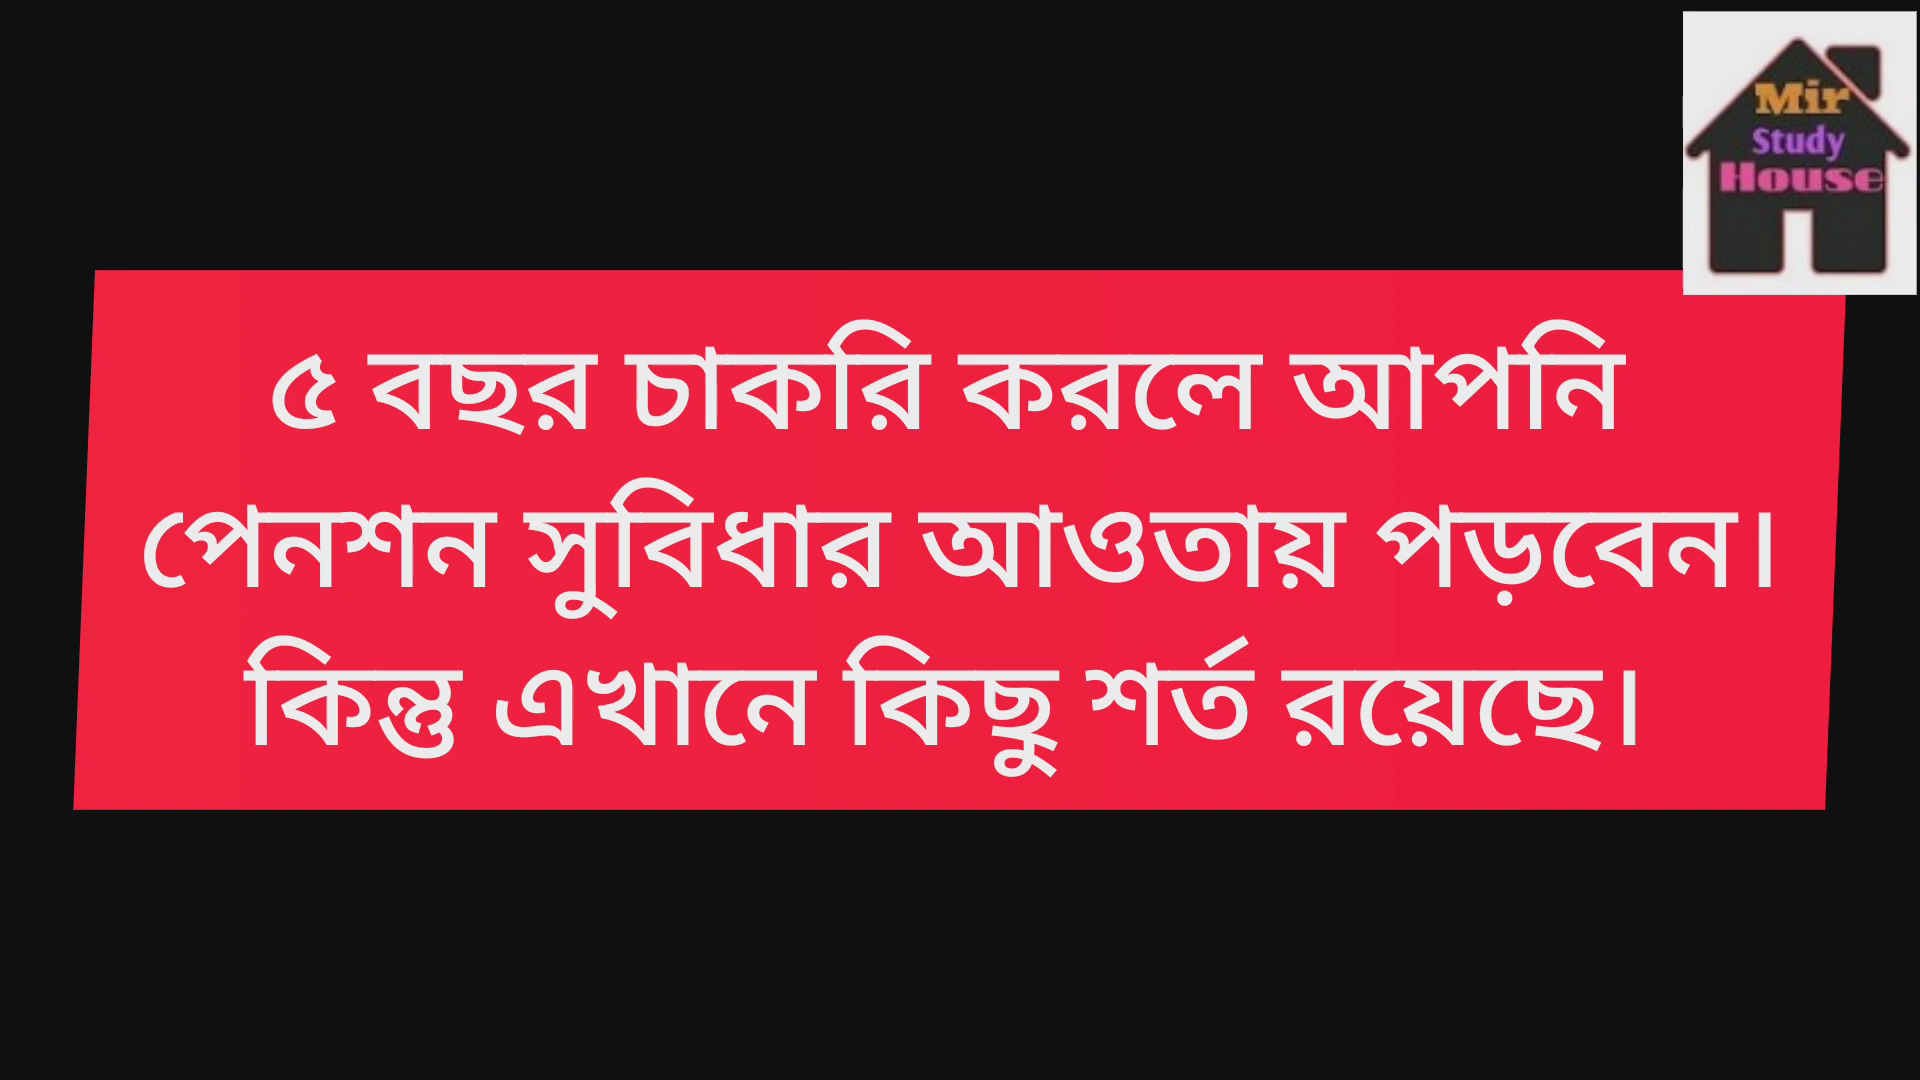 Mir
Study
House
৫ বছর চাকরি করলে আপনি
পেনশন সুবিধার আওতায় পড়বেন।
কিন্তু এখানে কিছু শর্ত রয়েছে।